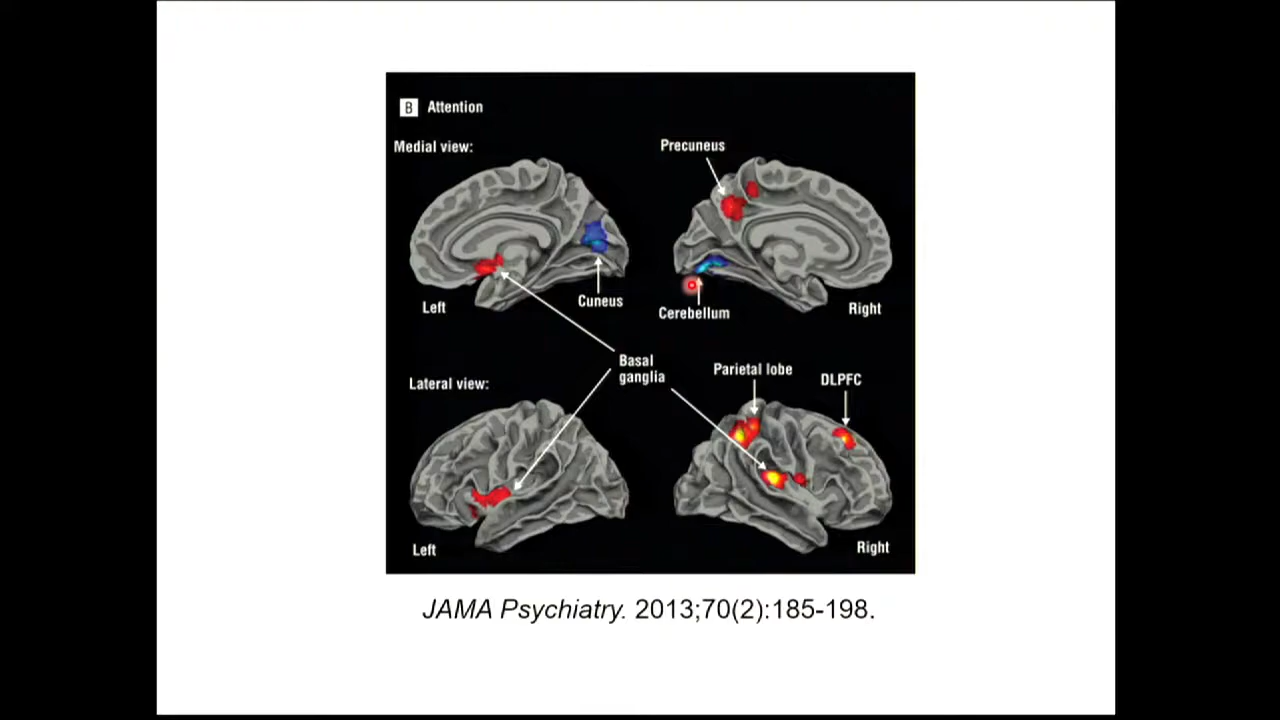 B Attention
Medial view:
Precuneus
Left
Cuneus
Cerebellum
Right
Basal
ganglia
Lateral view:
Parietal lobe
DLPFC
Left
Right
JAMA Psychiatry. 2013;70(2):185-198.